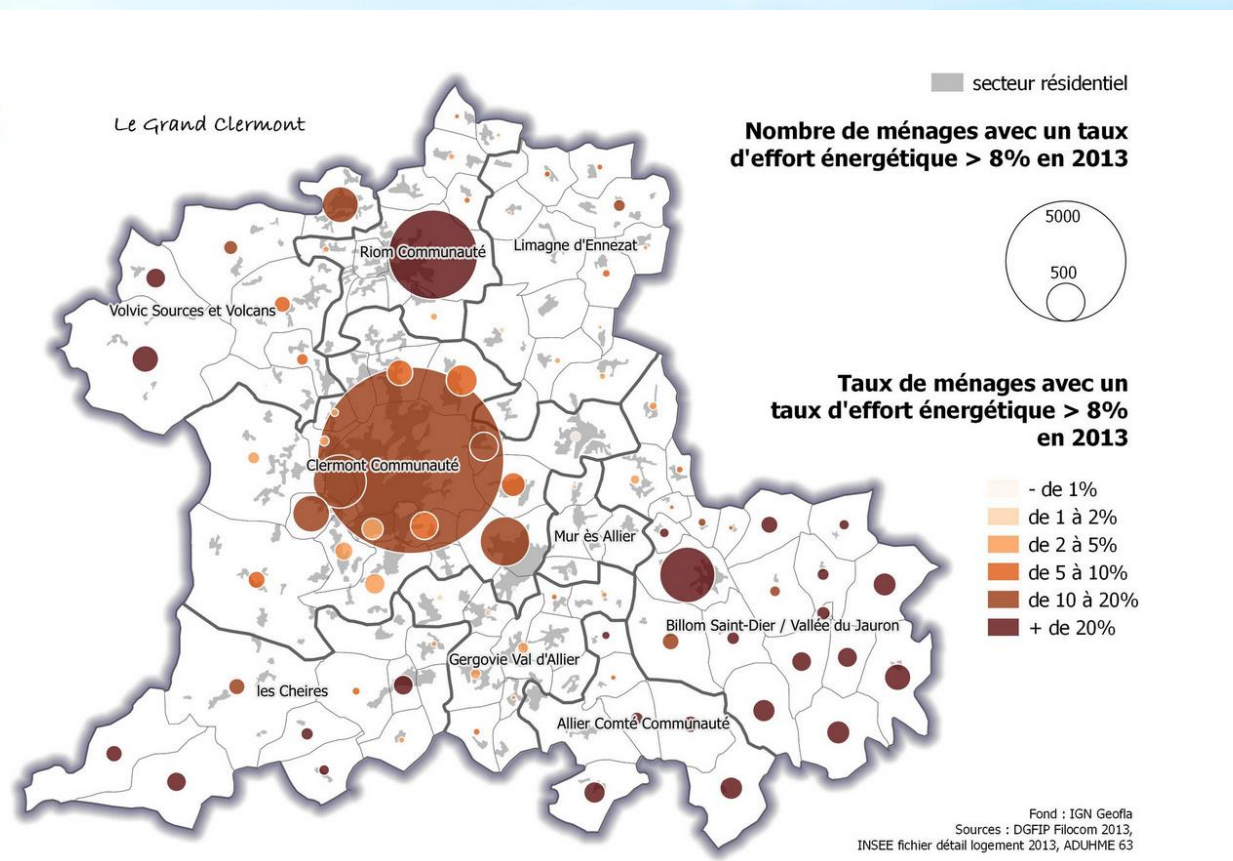 secteur résidentiel
Le Grand Clermont
Nombre de ménages avec un taux
d'effort énergétique > 8% en 2013
5000
500
Riom Communauté
Limagne d'Ennezat
Volvic Sources et Volcans
Taux de ménages avec un
taux d'effort énergétique > 8%
en 2013
Clermont Communauté
- de 1%
de 1 à 2%
de 2 à 5%
de 5 à 10%
de 10 à 20%
+ de 20%
Mur ès Allier
Billom Saint-Dier / Vallée du Jauron
Gergovie Val d'Allier
les Cheires
Allier Comté Communauté
Fond : IGN Geofla
Sources : DGFIP Filocom 2013,
INSEE fichier détail logement 2013, ADUHME 63